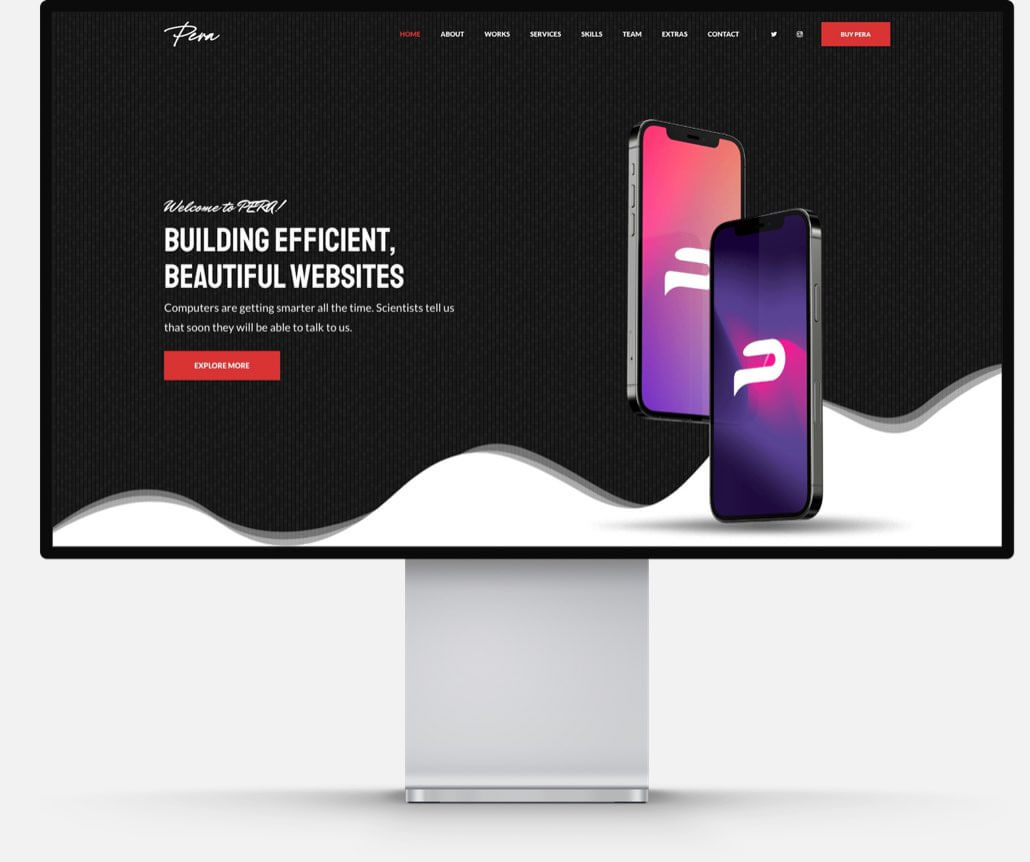 Pera
HOME ABOUT WORKS SERVICES SKILLS TEAM EXTRAS CONTACT BUY PERA
Welcome to PERA!
BUILDING EFFICIENT,
BEAUTIFUL WEBSITES
Computers are getting smarter all the time. Scientists tell us
that soon they will be able to talk to us.
EXPLORE MORE